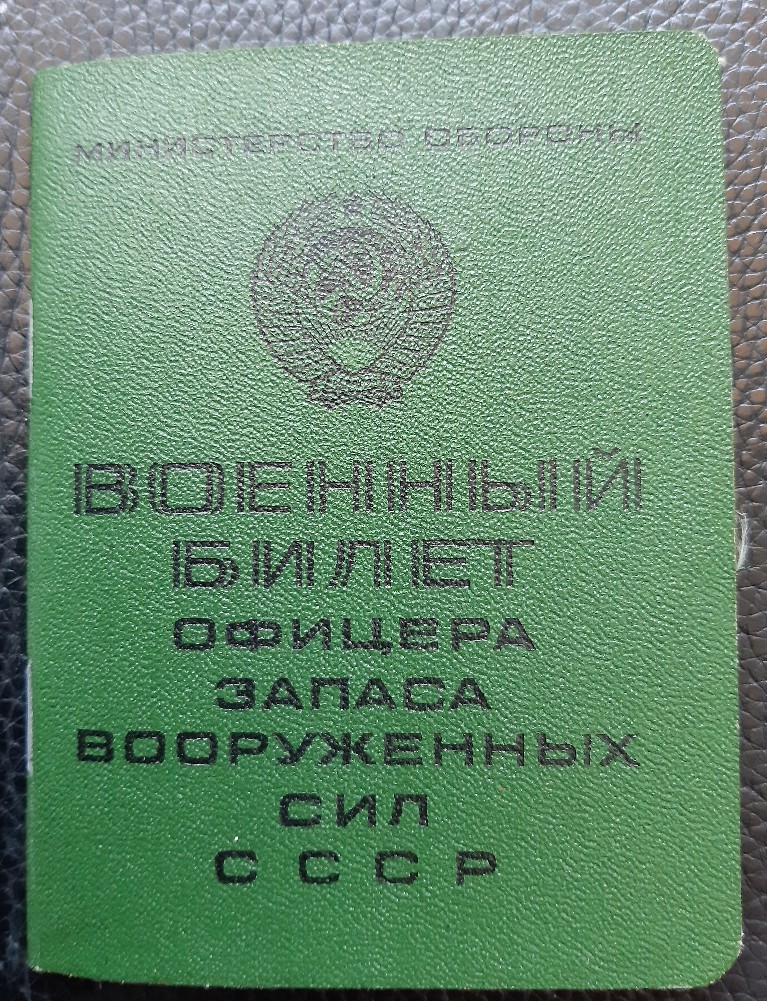 МИНИСТЕРСТВО ОБОРОНЫ
ВОЕННЫЙ
БИЛЕТ
ОФИЦЕРА
ЗАПАСА
ВООРУЖЕННЫХ
СИЛ
СССР